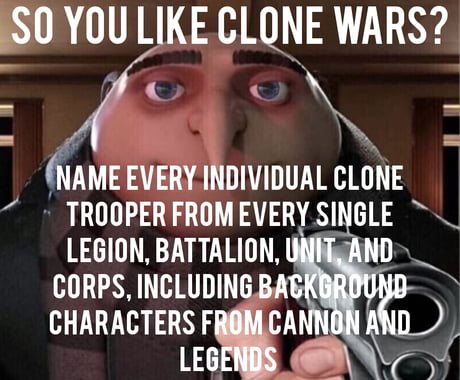 SO YOU LIKE CLONE WARS?
NAME EVERY INDIVIDUAL CLONE
TROOPER FROM EVERY SINGLE
LEGION, BATTALION, UNIT, AND
CORPS, INCLUDING BACKGROUND
CHARACTERS FROM CANNON AND
LEGENDS